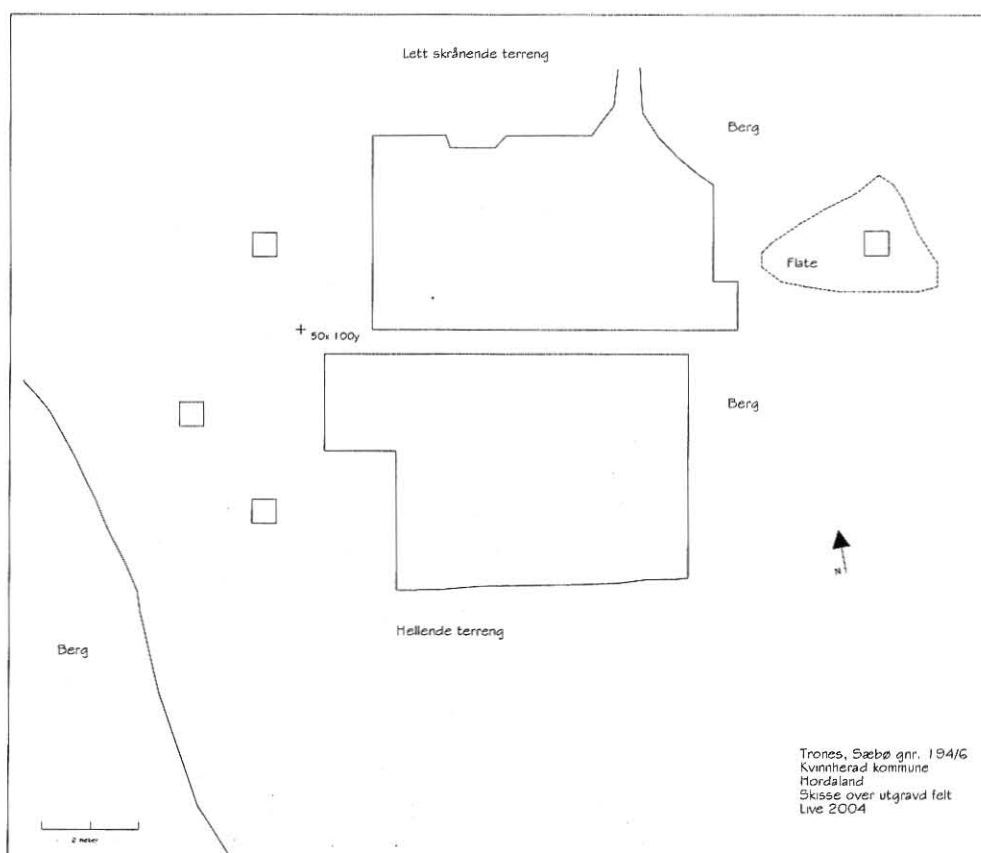 Lett skrånende terreng
Berg
Flate
50x 100y
Berg
N
Hellende terreng
Berg
Trones, Sæbø gnr. 194/6
Kvinnherad kommune
Hordaland
Skisse over utgravd felt
Live 2004
2 meter